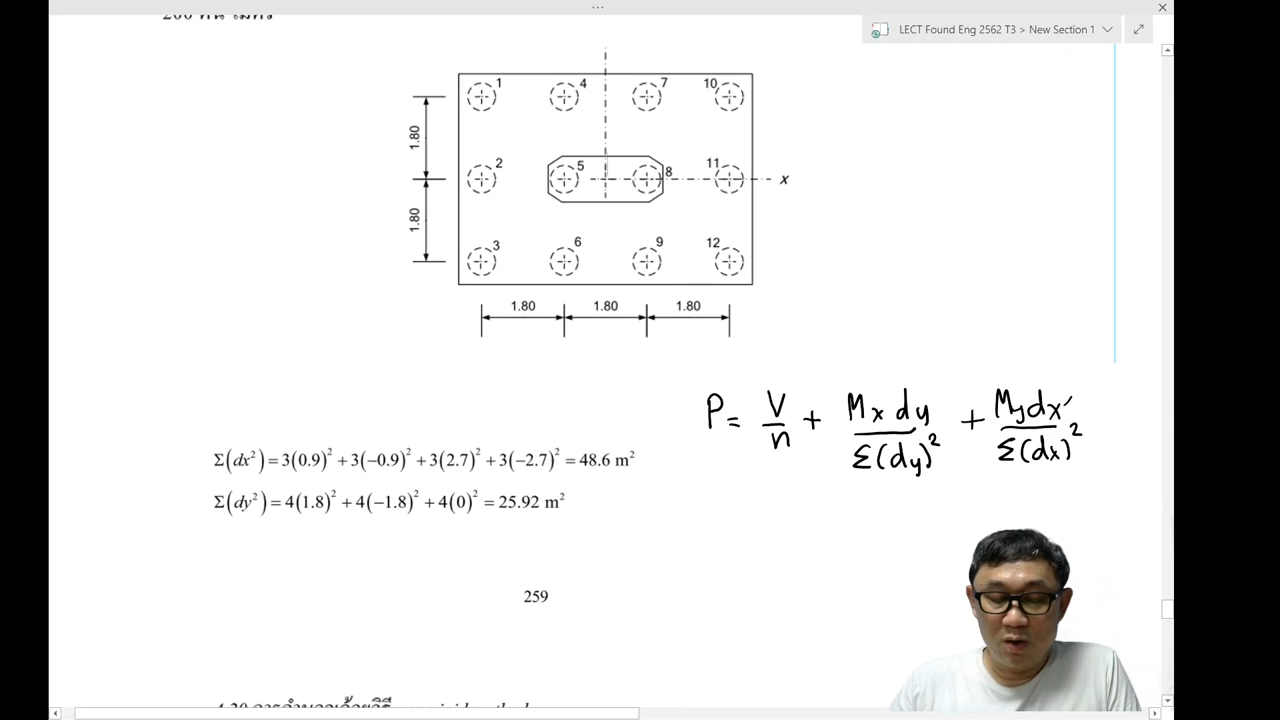 LECT Found Eng 2562 T3 > New Section 1
1 4 7 10
1.80
2 5 8 11
x
1.80
3 6 9 12
1.80 1.80 1.80
P = V/n + Mx dy/Σ(dy)² + My dx/Σ(dx)²
Σ(dx²) = 3(0.9)² + 3(−0.9)² + 3(2.7)² + 3(−2.7)² = 48.6 m²
Σ(dy²) = 4(1.8)² + 4(−1.8)² + 4(0)² = 25.92 m²
259